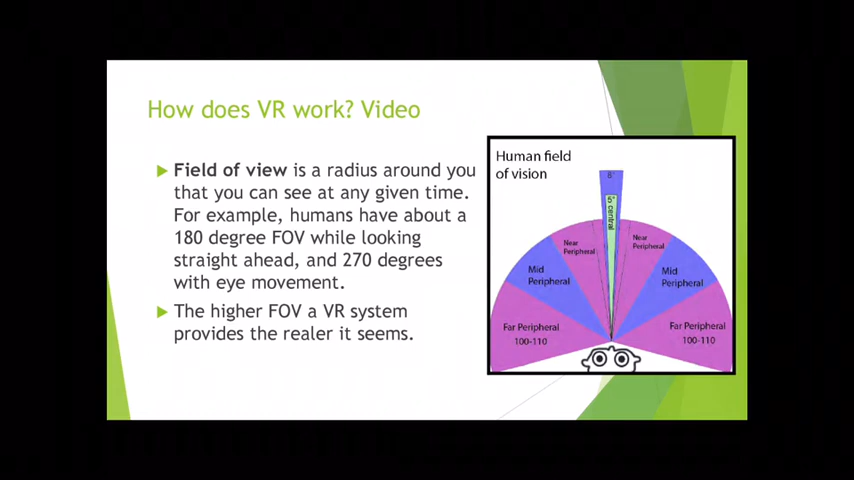 How does VR work? Video
Field of view is a radius around you
that you can see at any given time.
For example, humans have about a
180 degree FOV while looking
straight ahead, and 270 degrees
with eye movement.
The higher FOV a VR system
provides the realer it seems.
Human field
of vision
8°
5° central
Near
Peripheral
Near
Peripheral
Mid
Peripheral
Mid
Peripheral
Far Peripheral
100-110
Far Peripheral
100-110